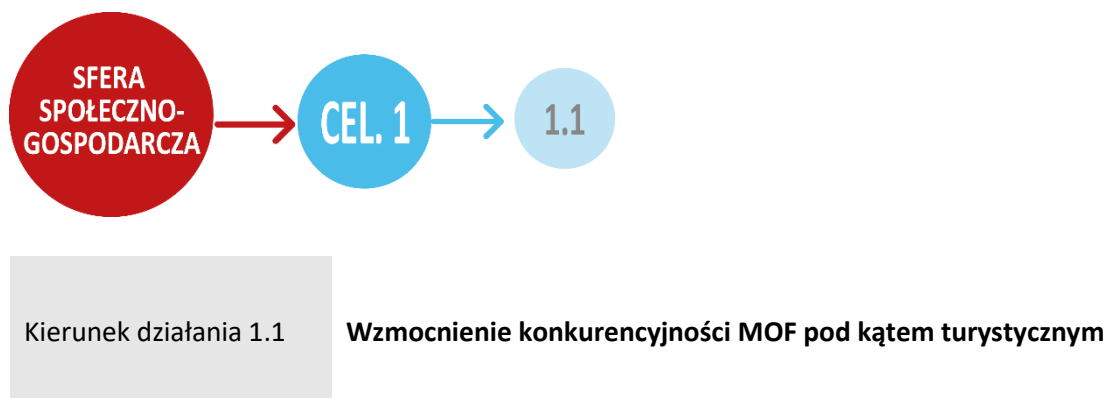 SFERA
SPOŁECZNO-
GOSPODARCZA
CEL. 1
1.1
Kierunek działania 1.1
Wzmocnienie konkurencyjności MOF pod kątem turystycznym